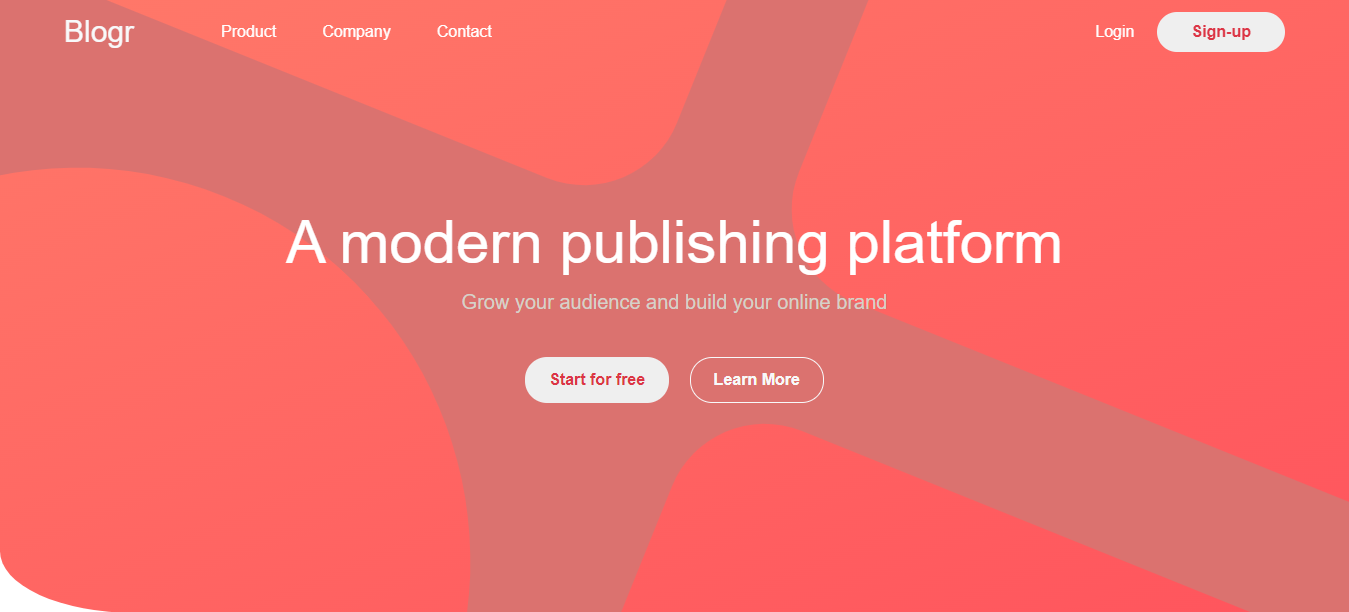 Blogr Product Company Contact Login Sign-up
A modern publishing platform
Grow your audience and build your online brand
Start for free Learn More